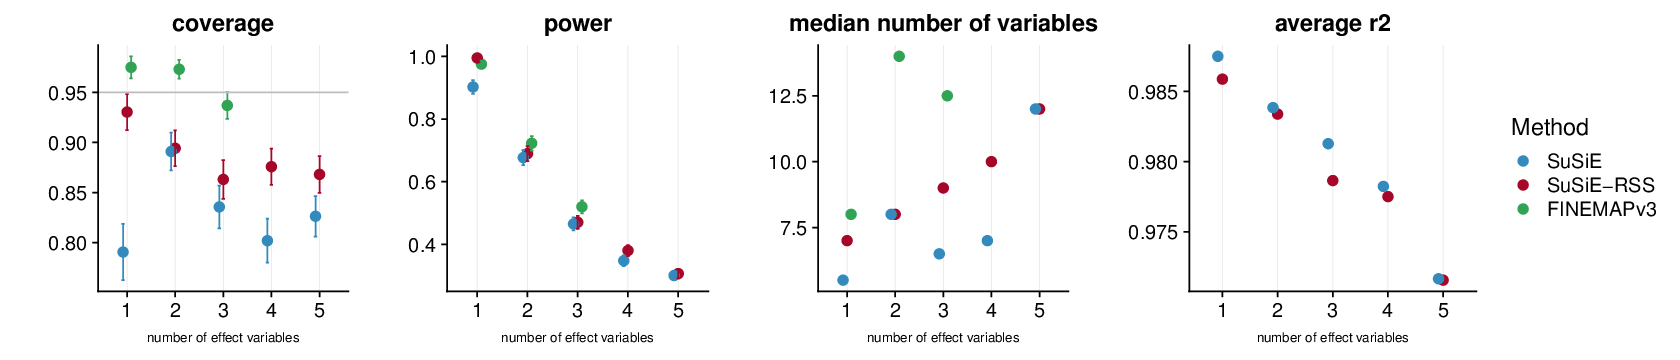 coverage
0.95
0.90
0.85
0.80
1 2 3 4 5
number of effect variables
power
1.0
0.8
0.6
0.4
1 2 3 4 5
number of effect variables
median number of variables
12.5
10.0
7.5
1 2 3 4 5
number of effect variables
average r2
0.985
0.980
0.975
1 2 3 4 5
number of effect variables
Method
SuSiE
SuSiE−RSS
FINEMAPv3